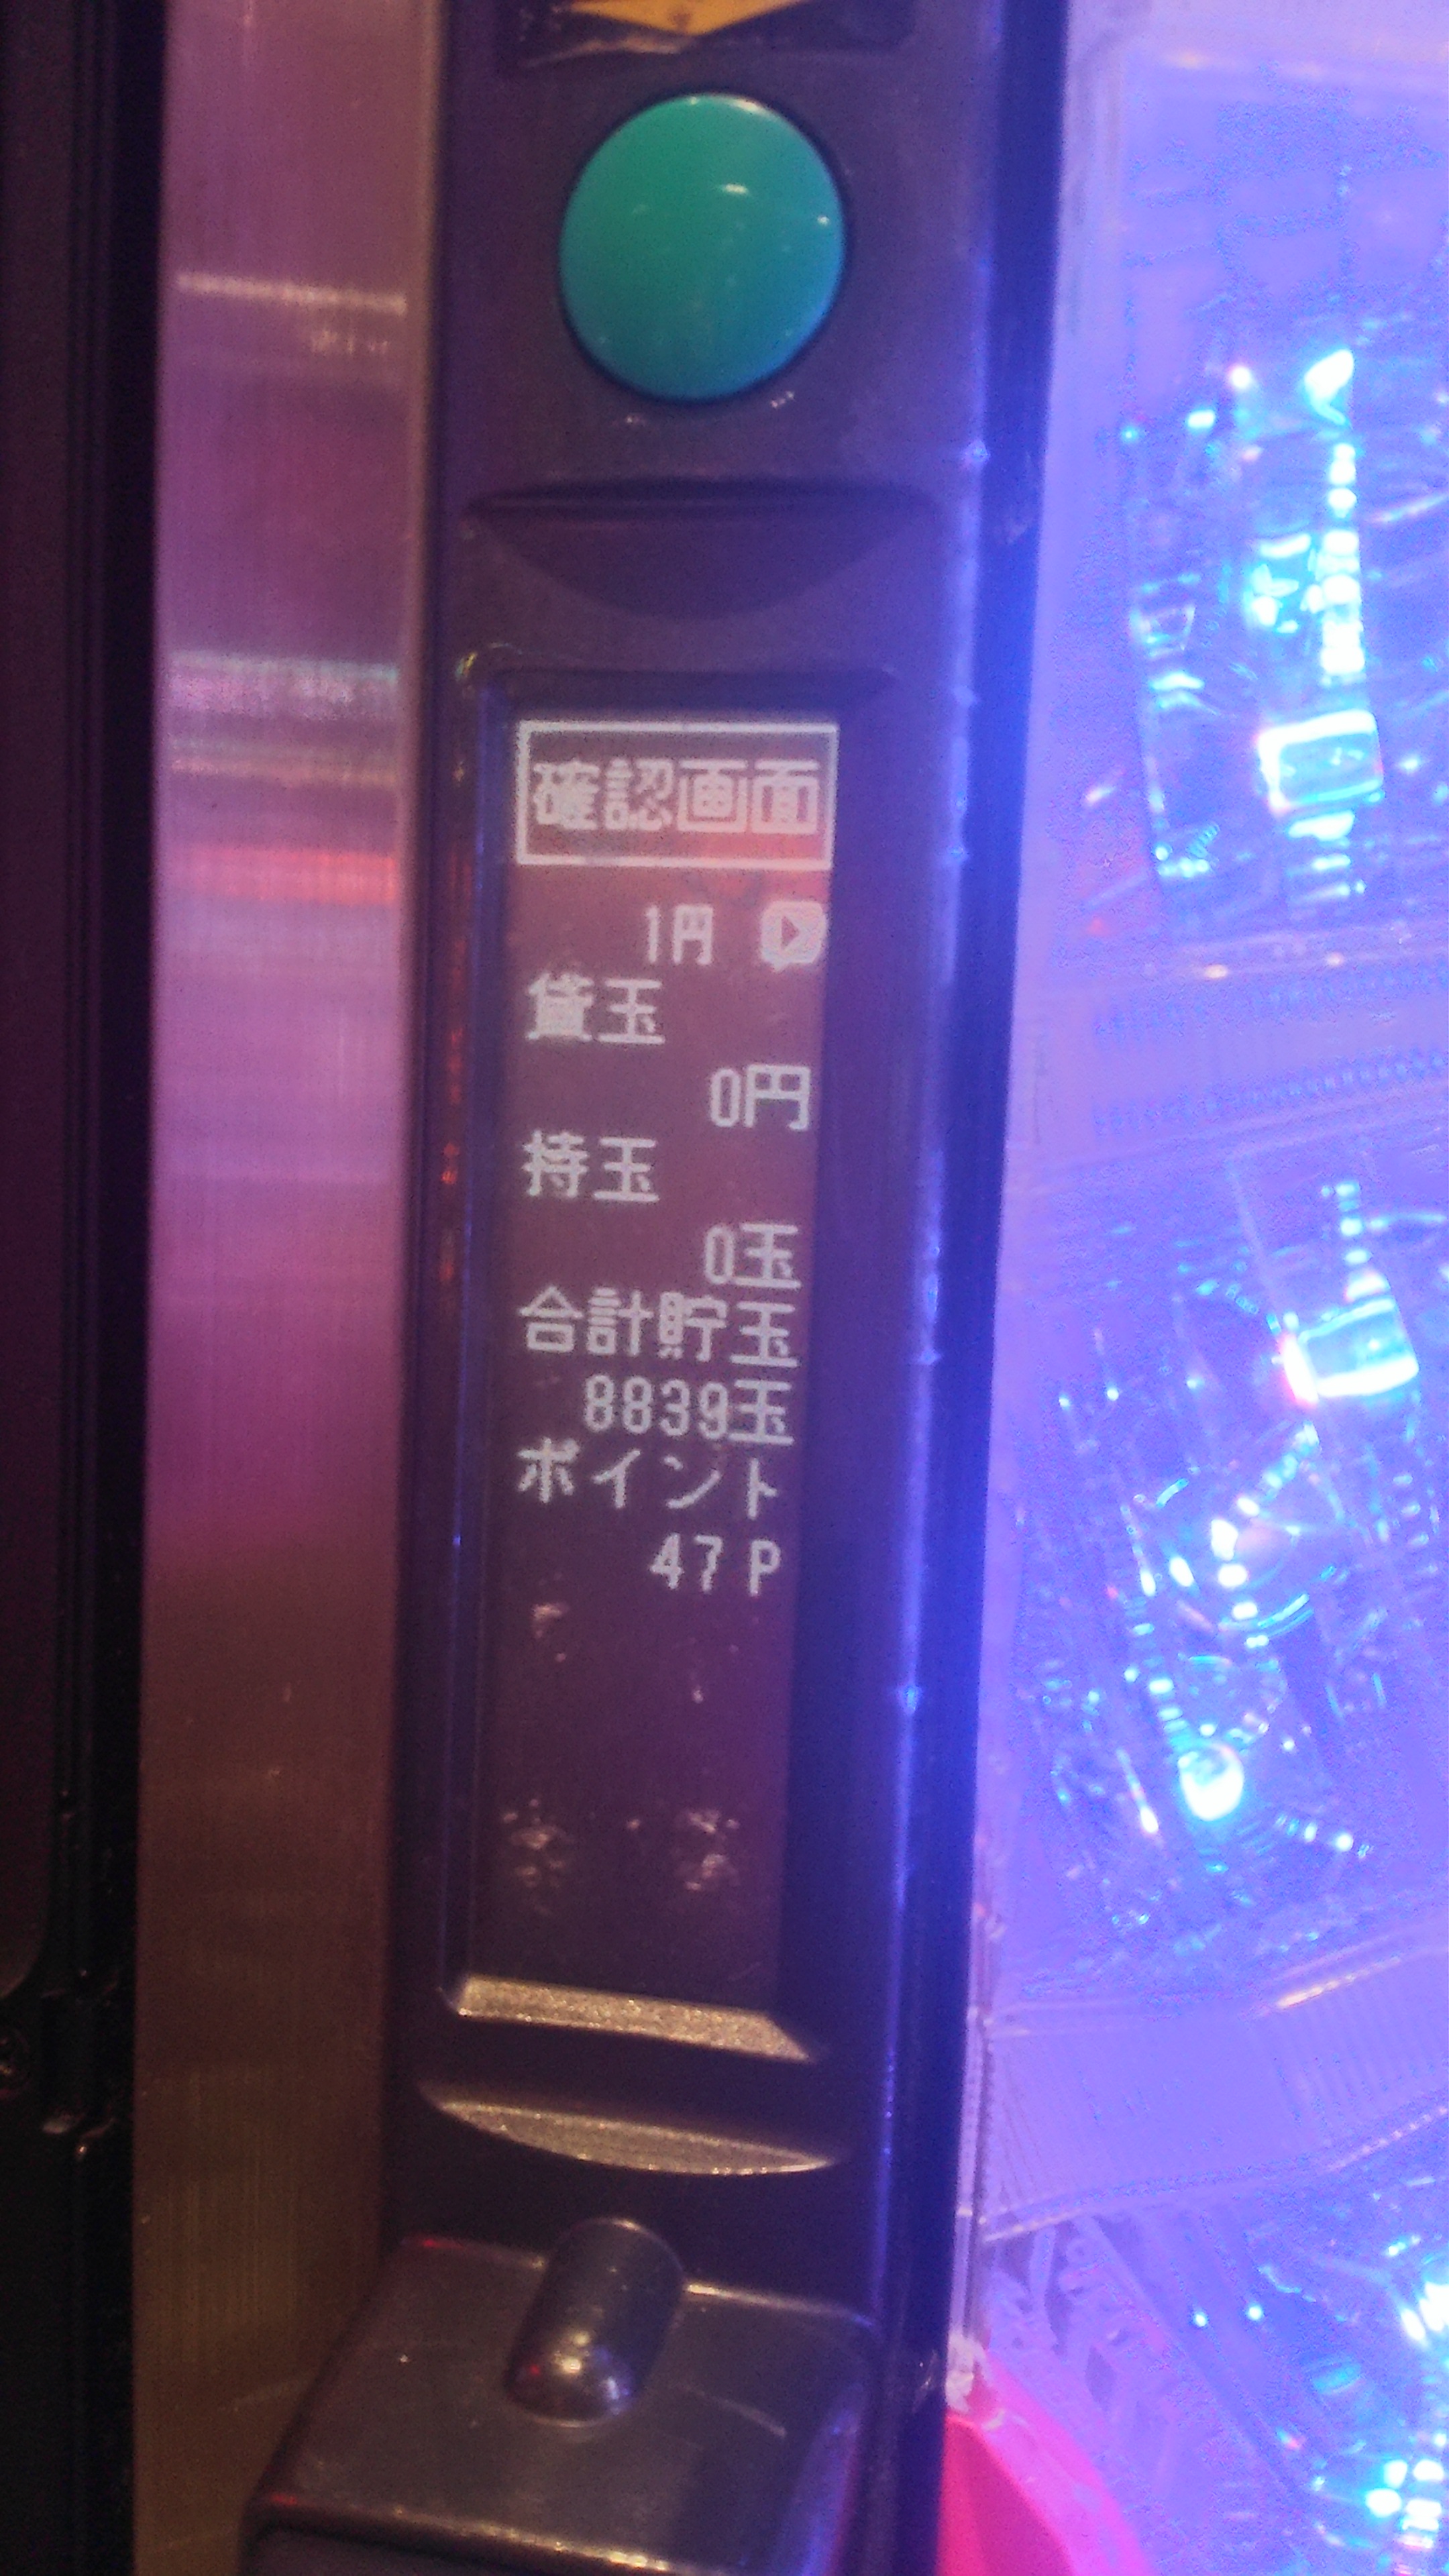 確認画面
1円
貸玉
0円
持玉
0玉
合計貯玉
8839玉
ポイント
47 P